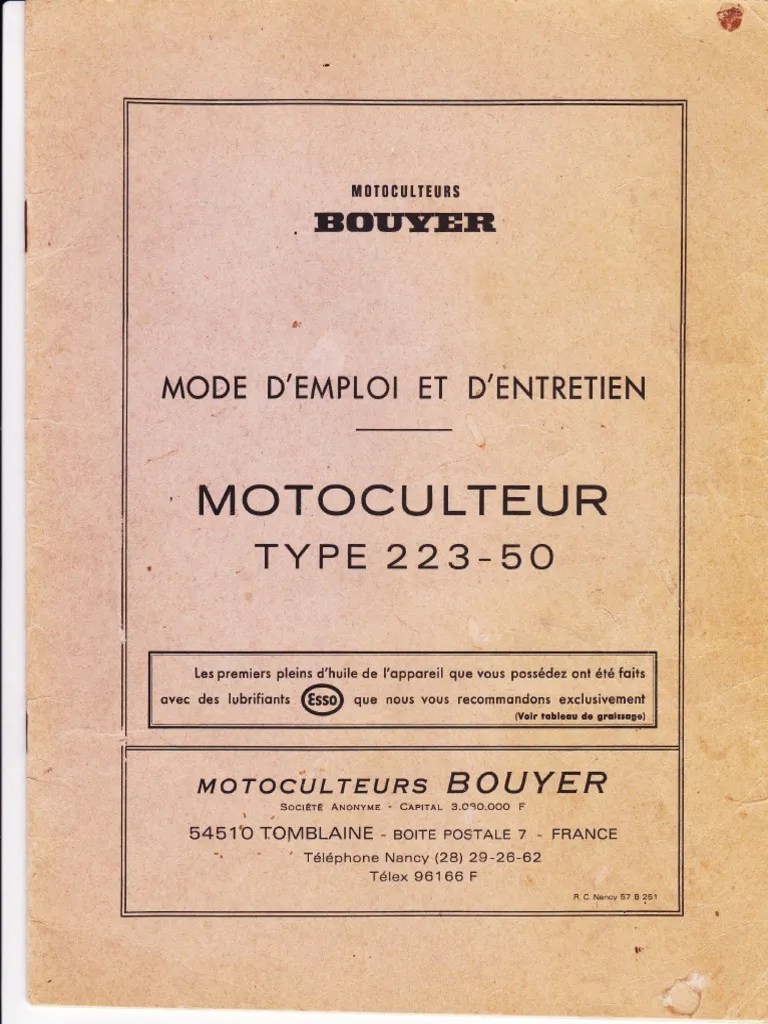 MOTOCULTEURS
BOUYER
MODE D'EMPLOI ET D'ENTRETIEN
MOTOCULTEUR
TYPE 223-50
Les premiers pleins d'huile de l'appareil que vous possédez ont été faits
avec des lubrifiants Esso que nous vous recommandons exclusivement
(Voir tableau de graissage)
MOTOCULTEURS BOUYER
SOCIÉTÉ ANONYME - CAPITAL 3.090.000 F
54510 TOMBLAINE - BOITE POSTALE 7 - FRANCE
Téléphone Nancy (28) 29-26-62
Télex 96166 F
R. C. Nancy 57 B 251